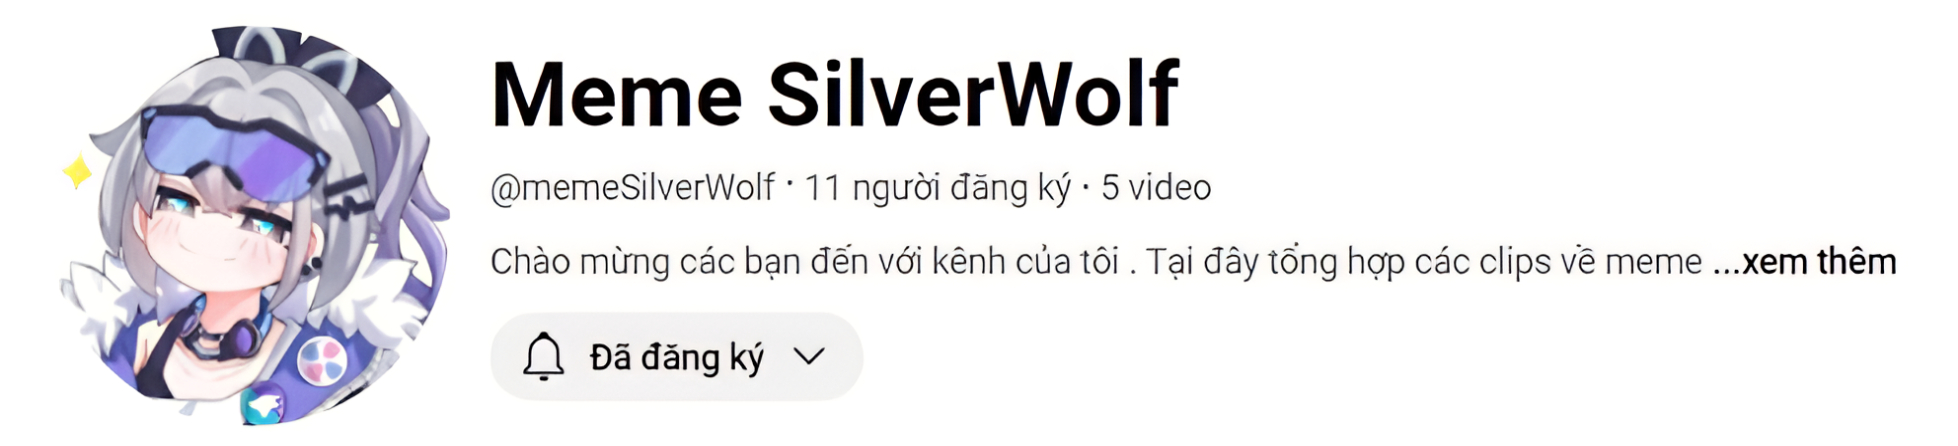 Meme SilverWolf
@memeSilverWolf · 11 người đăng ký · 5 video
Chào mừng các bạn đến với kênh của tôi . Tại đây tổng hợp các clips về meme ...xem thêm
Đã đăng ký